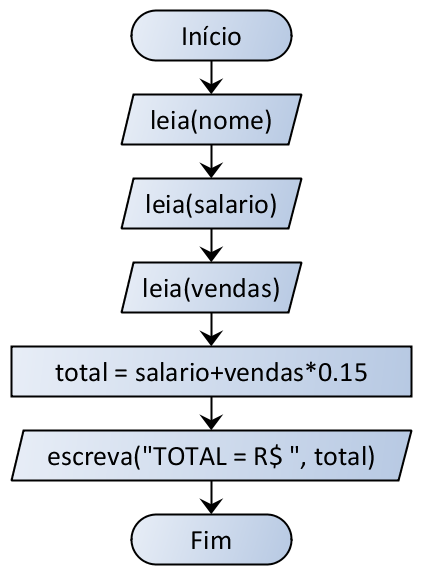 Início
leia(nome)
leia(salario)
leia(vendas)
total = salario+vendas*0.15
escreva("TOTAL = R$ ", total)
Fim